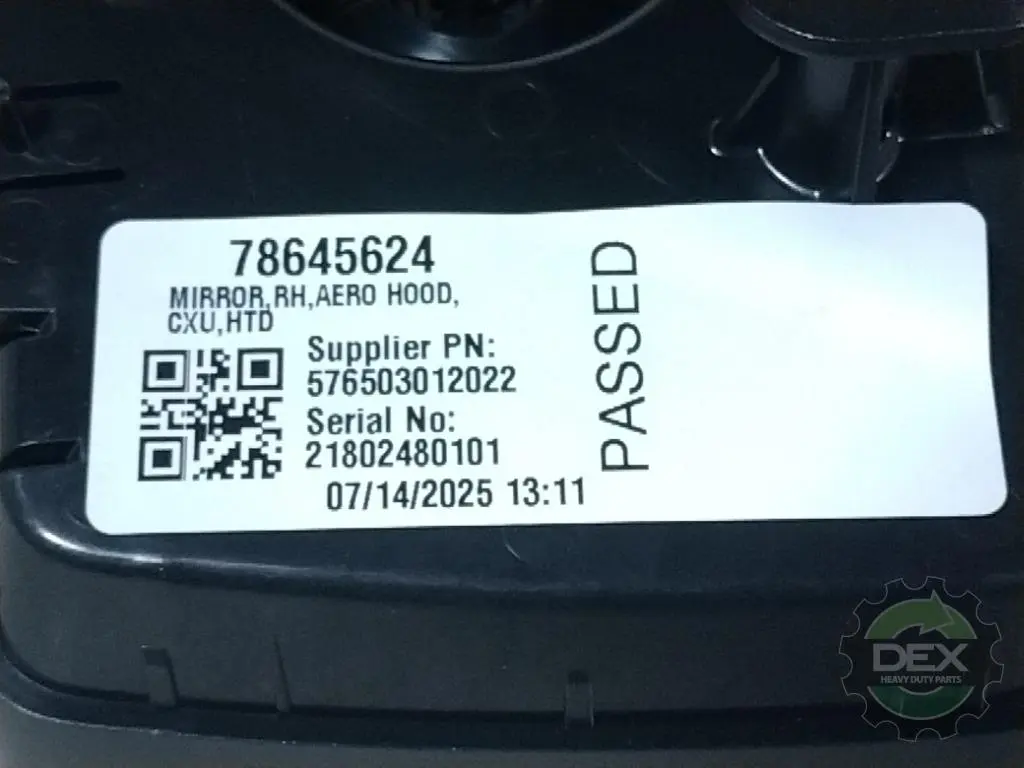 78645624
MIRROR,RH,AERO HOOD,
CXU,HTD
Supplier PN:
576503012022
Serial No:
21802480101
07/14/2025 13:11
PASSED
DEX
HEAVY DUTY PARTS